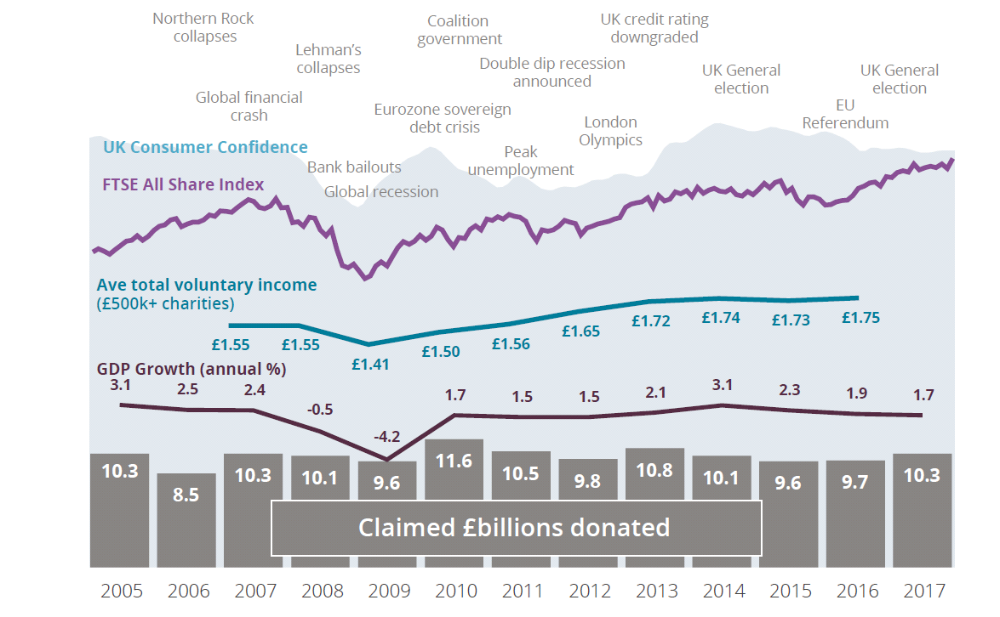 Northern Rock
collapses
Lehman’s
collapses
Global financial
crash
Coalition
government
UK credit rating
downgraded
Double dip recession
announced
UK General
election
UK General
election
EU
Referendum
Eurozone sovereign
debt crisis
London
Olympics
Peak
unemployment
Bank bailouts
Global recession
UK Consumer Confidence
FTSE All Share Index
Ave total voluntary income
(£500k+ charities)
£1.55 £1.55 £1.41 £1.50 £1.56 £1.65 £1.72 £1.74 £1.73 £1.75
GDP Growth (annual %)
3.1 2.5 2.4 -0.5 -4.2 1.7 1.5 1.5 2.1 3.1 2.3 1.9 1.7
10.3 8.5 10.3 10.1 9.6 11.6 10.5 9.8 10.8 10.1 9.6 9.7 10.3
Claimed £billions donated
2005 2006 2007 2008 2009 2010 2011 2012 2013 2014 2015 2016 2017